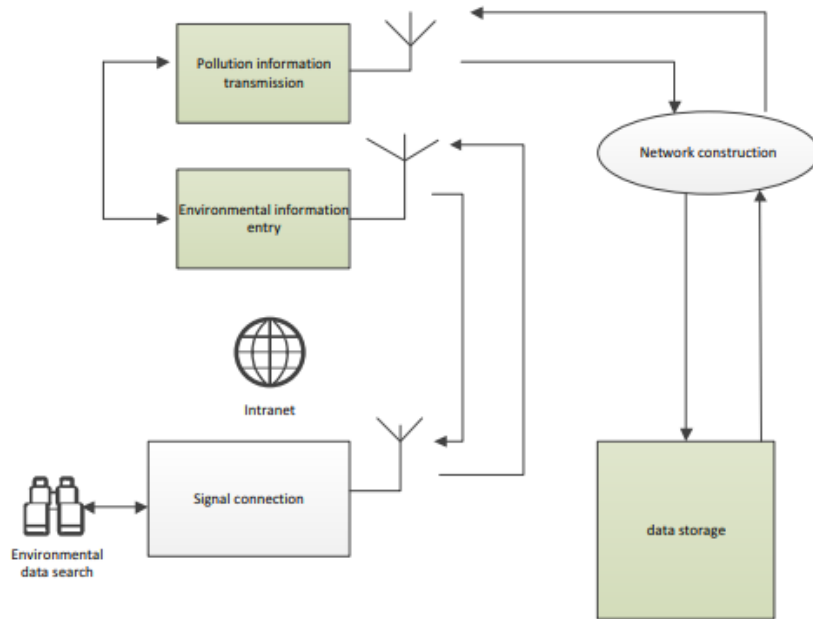 Pollution information
transmission
Network construction
Environmental information
entry
Intranet
Signal connection
data storage
Environmental
data search